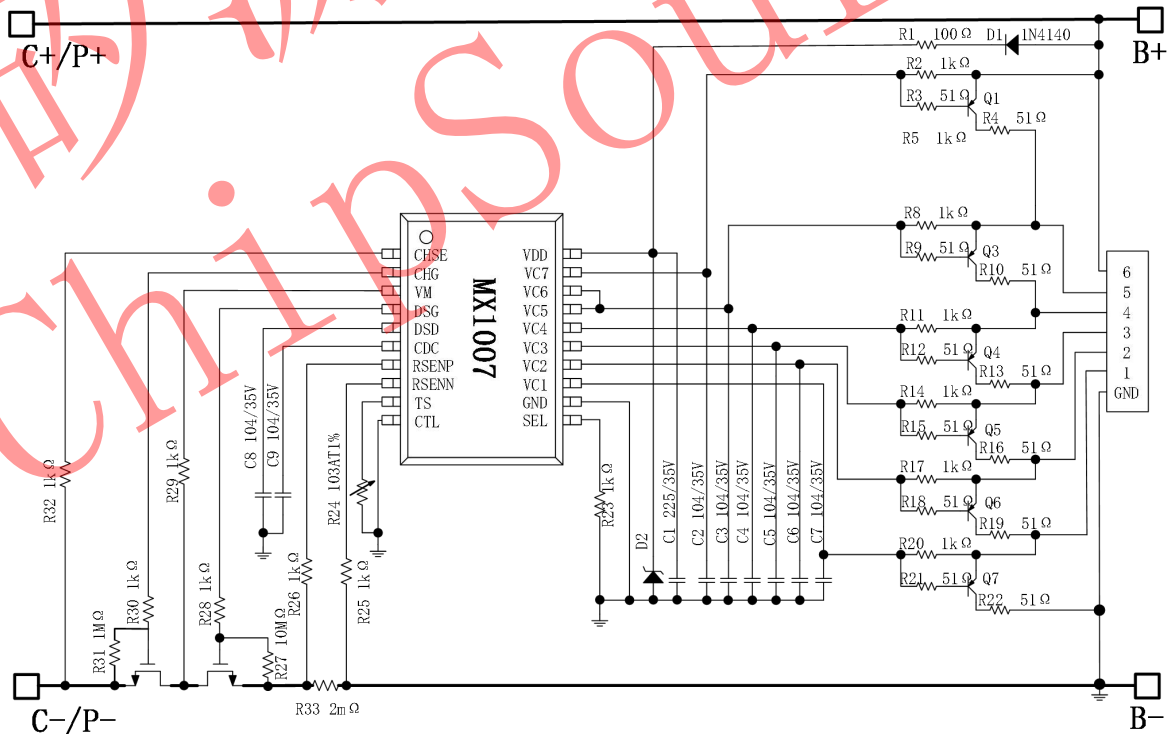 C+/P+
B+
R1 100Ω D1 1N4140
R2 1kΩ
R3 51Ω Q1
R4 51Ω
R5 1kΩ
R8 1kΩ
R9 51Ω Q3
R10 51Ω
R11 1kΩ
R12 51Ω Q4
R13 51Ω
R14 1kΩ
R15 51Ω Q5
R16 51Ω
R17 1kΩ
R18 51Ω Q6
R19 51Ω
R20 1kΩ
R21 51Ω Q7
R22 51Ω
6
5
4
3
2
1
GND
MX1007
CHSE VDD
CHG VC7
VM VC6
DSG VC5
DSD VC4
CDC VC3
RSENP VC2
RSENN VC1
TS GND
CTL SEL
R32 1kΩ
R31 1MΩ
R30 1kΩ
R29 1kΩ
R28 1kΩ
R27 10MΩ
C8 104/35V
C9 104/35V
R26 1kΩ
R24 103AT1%
R25 1kΩ
R23 1kΩ
D2
C1 225/35V
C2 104/35V
C3 104/35V
C4 104/35V
C5 104/35V
C6 104/35V
C7 104/35V
R33 2mΩ
C-/P-
B-